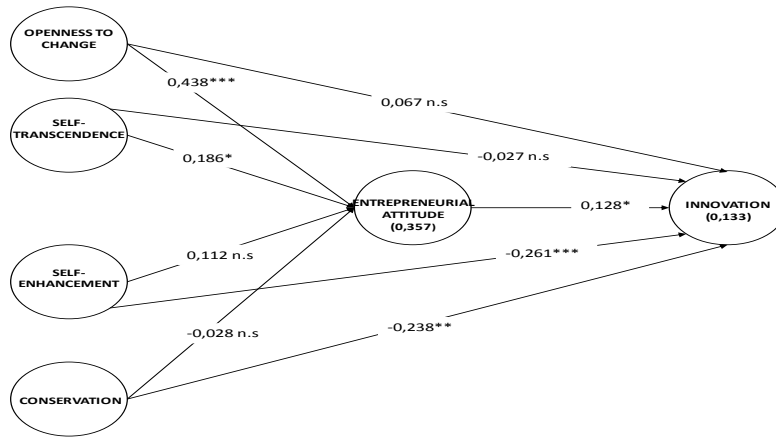 OPENNESS TO
CHANGE
0,438***
0,067 n.s
SELF-
TRANSCENDENCE
-0,027 n.s
0,186*
ENTREPRENEURIAL
ATTITUDE
(0,357)
0,128*
INNOVATION
(0,133)
0,112 n.s
-0,261***
SELF-
ENHANCEMENT
-0,028 n.s
-0,238**
CONSERVATION